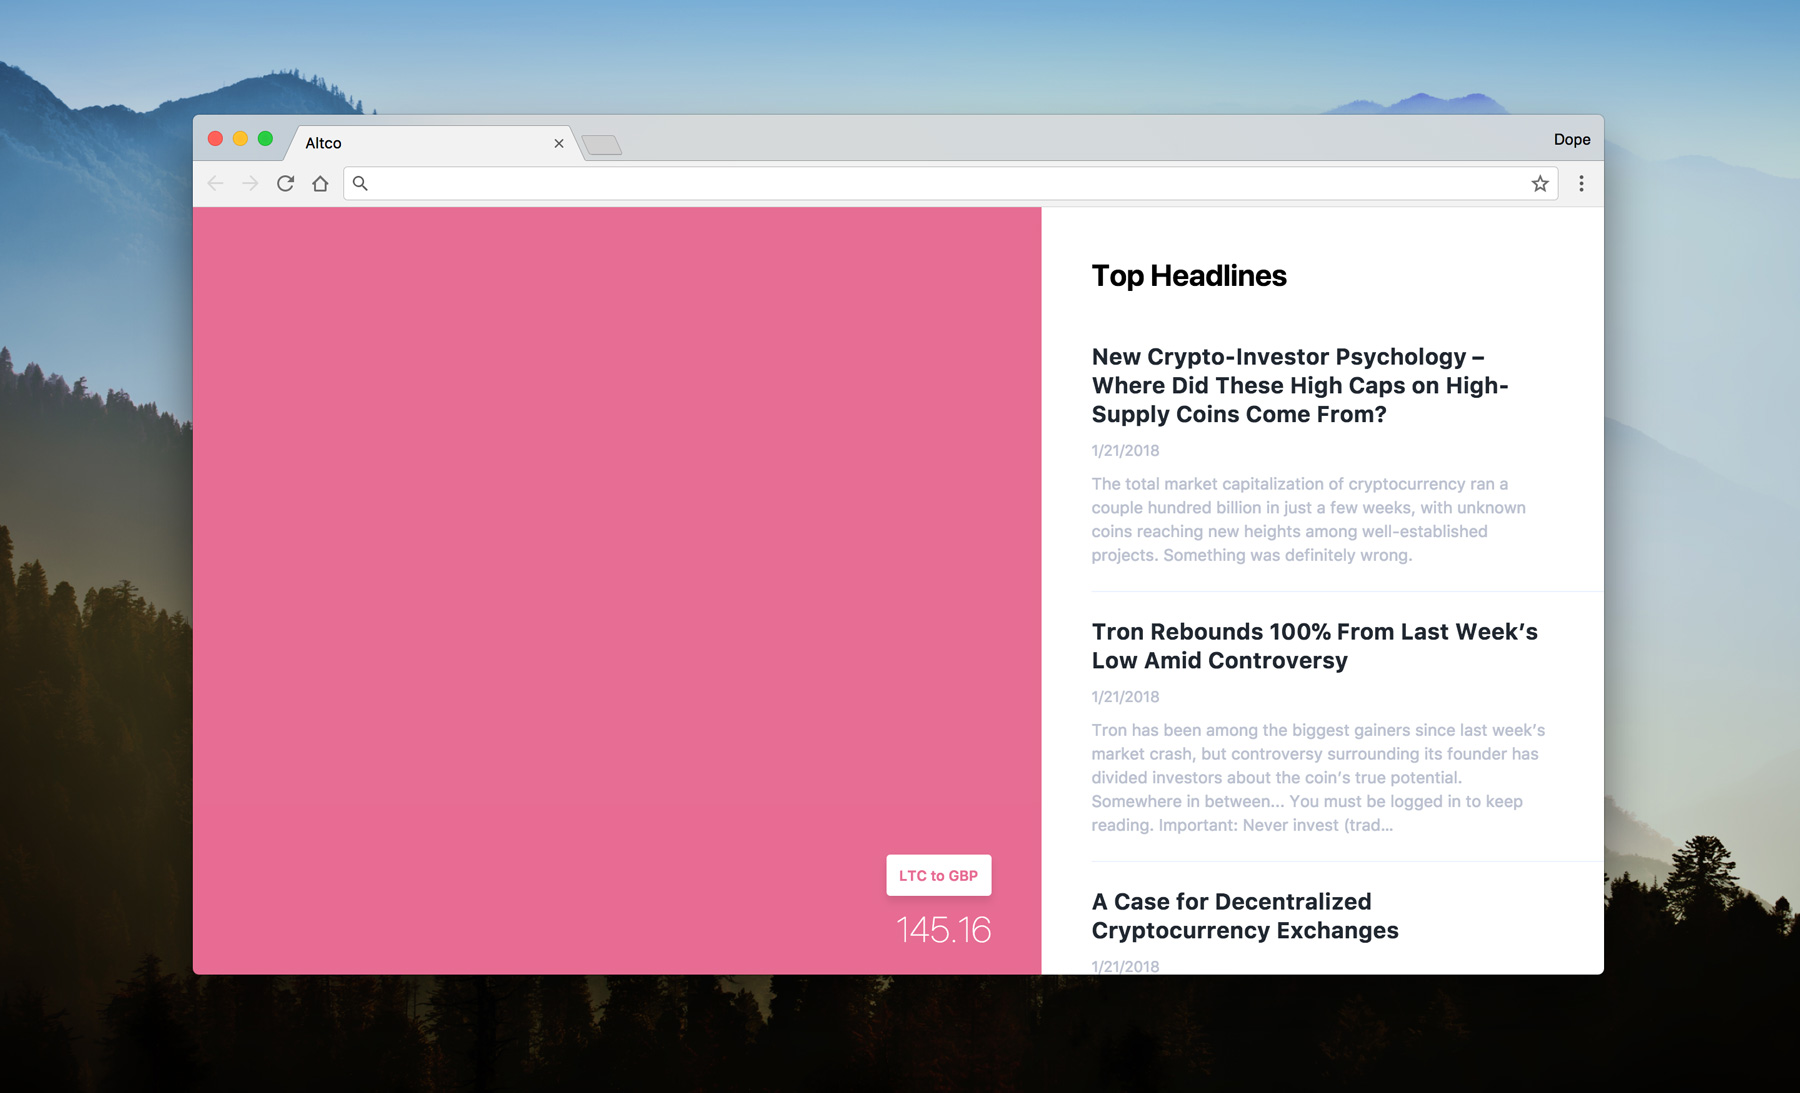 Altco
Dope
Top Headlines
New Crypto-Investor Psychology –
Where Did These High Caps on High-
Supply Coins Come From?
1/21/2018
The total market capitalization of cryptocurrency ran a
couple hundred billion in just a few weeks, with unknown
coins reaching new heights among well-established
projects. Something was definitely wrong.
Tron Rebounds 100% From Last Week’s
Low Amid Controversy
1/21/2018
Tron has been among the biggest gainers since last week’s
market crash, but controversy surrounding its founder has
divided investors about the coin’s true potential.
Somewhere in between... You must be logged in to keep
reading. Important: Never invest (trad...
A Case for Decentralized
Cryptocurrency Exchanges
1/21/2018
LTC to GBP
145.16